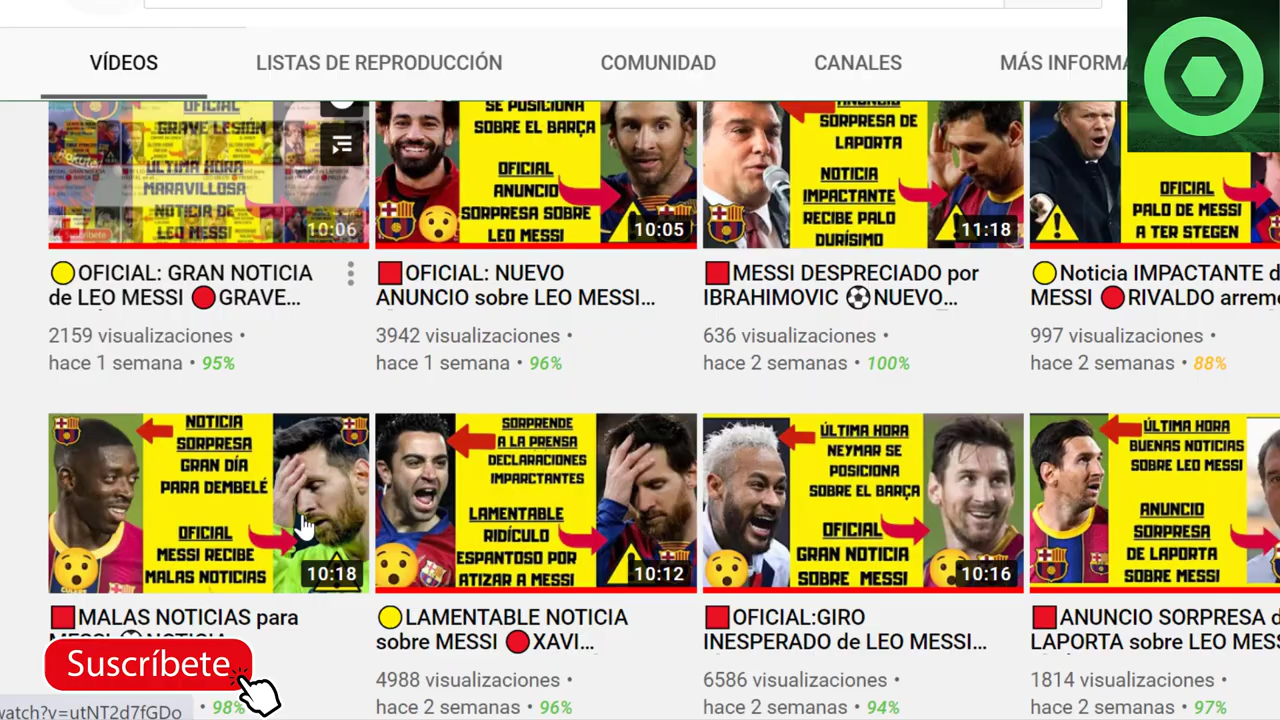 VÍDEOS
LISTAS DE REPRODUCCIÓN
COMUNIDAD
CANALES
MÁS INFORMA
OFICIAL
GRAVE LESIÓN
ÚLTIMA HORA
MARAVILLOSA
NOTICIA DE
LEO MESSI
10:06
SE POSICIONA
SOBRE EL BARÇA
OFICIAL
ANUNCIO
SORPRESA SOBRE
LEO MESSI
10:05
ANUNCIO
SORPRESA DE
LAPORTA
NOTICIA
IMPACTANTE
RECIBE PALO
DURÍSIMO
11:18
OFICIAL
PALO DE MESSI
A TER STEGEN
OFICIAL: GRAN NOTICIA
de LEO MESSI 🔴GRAVE...
2159 visualizaciones •
hace 1 semana • 95%
OFICIAL: NUEVO
ANUNCIO sobre LEO MESSI...
3942 visualizaciones •
hace 1 semana • 96%
MESSI DESPRECIADO por
IBRAHIMOVIC ⚽NUEVO...
636 visualizaciones •
hace 2 semanas • 100%
Noticia IMPACTANTE d
MESSI 🔴RIVALDO arrem
997 visualizaciones •
hace 2 semanas • 88%
NOTICIA
SORPRESA
GRAN DÍA
PARA DEMBELÉ
OFICIAL
MESSI RECIBE
MALAS NOTICIAS
10:18
SORPRENDE
A LA PRENSA
DECLARACIONES
IMPARCTANTES
LAMENTABLE
RIDÍCULO
ESPANTOSO POR
ATIZAR A MESSI
10:12
ÚLTIMA HORA
NEYMAR SE
POSICIONA
SOBRE EL BARÇA
OFICIAL
GRAN NOTICIA
SOBRE MESSI
10:16
ÚLTIMA HORA
BUENAS NOTICIAS
SOBRE LEO MESSI
ANUNCIO
SORPRESA
DE LAPORTA
SOBRE MESSI
MALAS NOTICIAS para
Suscríbete
watch?v=utNT2d7fGDo
• 98%
LAMENTABLE NOTICIA
sobre MESSI 🔴XAVI...
4988 visualizaciones •
hace 2 semanas • 96%
OFICIAL:GIRO
INESPERADO de LEO MESSI...
6586 visualizaciones •
hace 2 semanas • 94%
ANUNCIO SORPRESA d
LAPORTA sobre LEO MESS
1814 visualizaciones •
hace 2 semanas • 97%